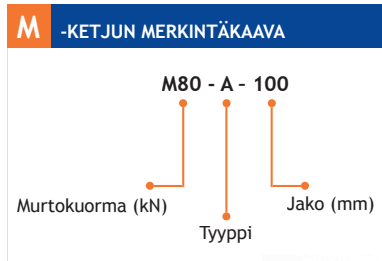 M -KETJUN MERKINTÄKAAVA
M80 - A – 100
Murtokuorma (kN)
Jako (mm)
Tyyppi